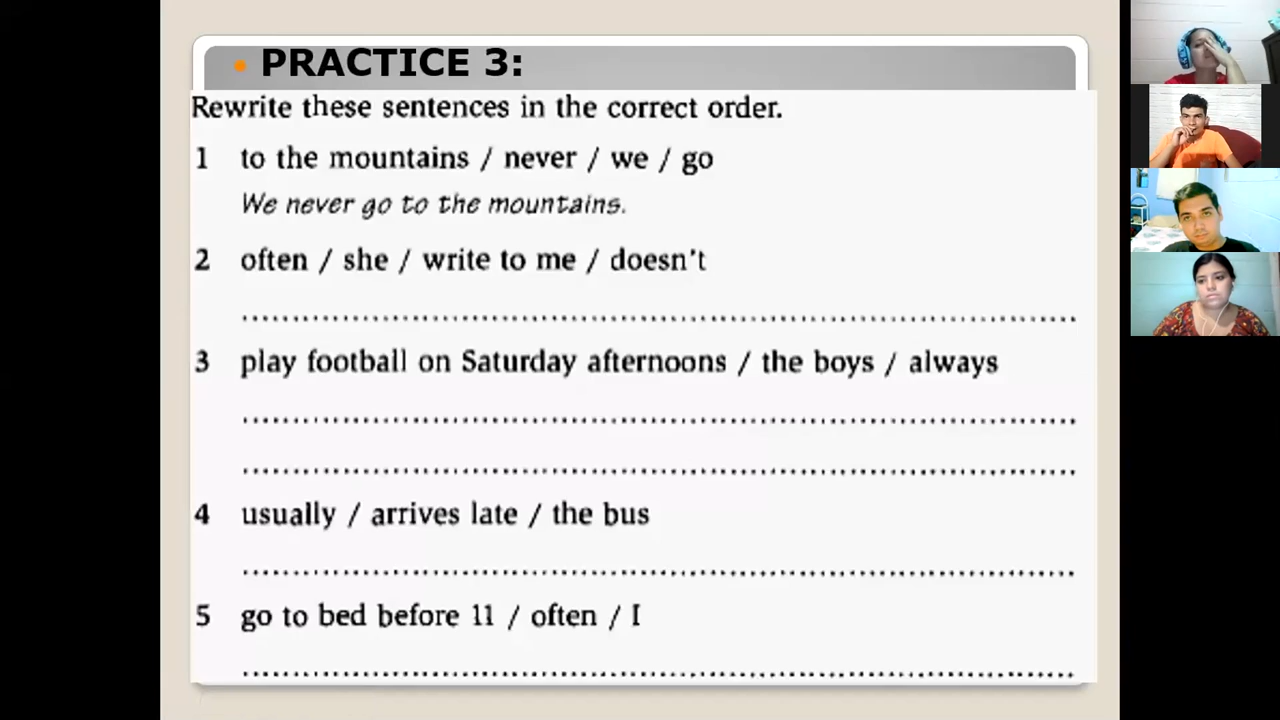 PRACTICE 3:
Rewrite these sentences in the correct order.
1 to the mountains / never / we / go
We never go to the mountains.
2 often / she / write to me / doesn't
3 play football on Saturday afternoons / the boys / always
4 usually / arrives late / the bus
5 go to bed before 11 / often / I